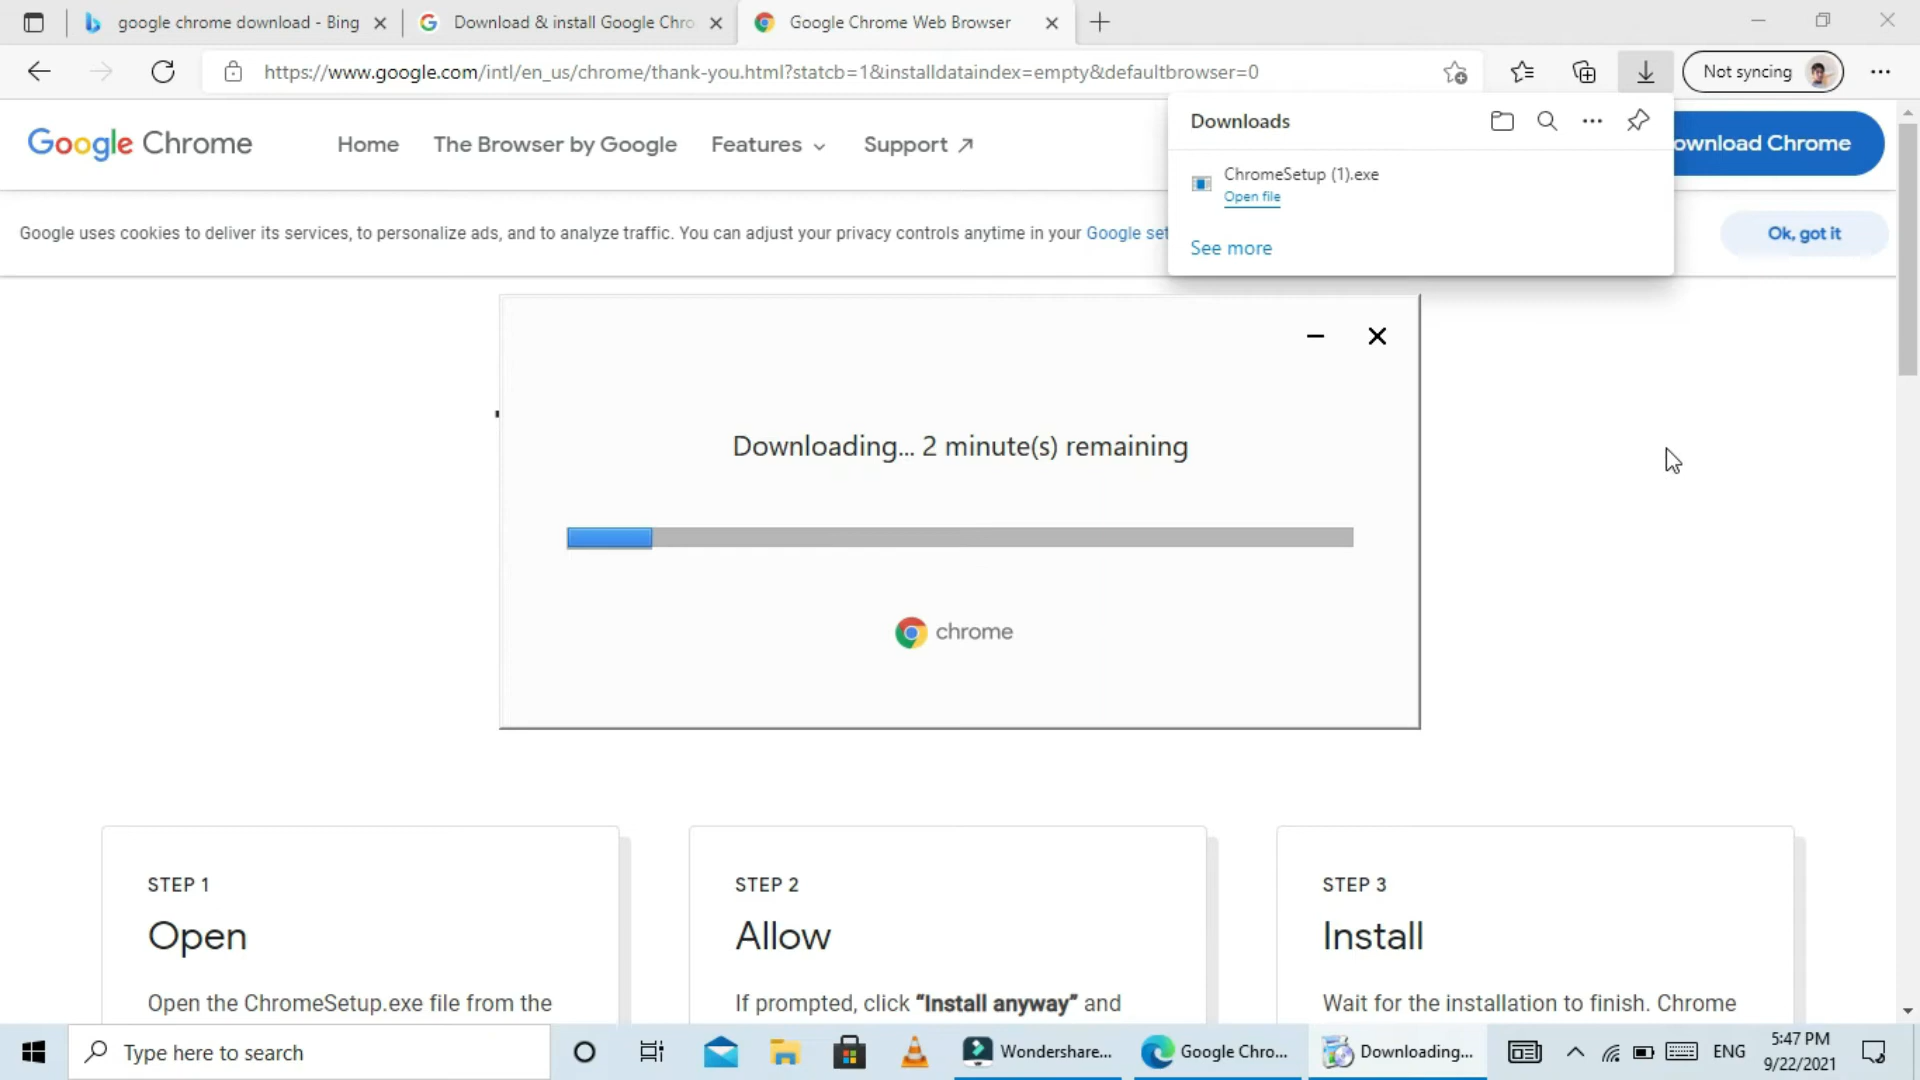 google chrome download - Bing
Download & install Google Chro
Google Chrome Web Browser
https://www.google.com/intl/en_us/chrome/thank-you.html?statcb=1&installdataindex=empty&defaultbrowser=0
Not syncing
Google Chrome
Home
The Browser by Google
Features
Support
ownload Chrome
Downloads
ChromeSetup (1).exe
Open file
See more
Google uses cookies to deliver its services, to personalize ads, and to analyze traffic. You can adjust your privacy controls anytime in your Google set
Ok, got it
Downloading... 2 minute(s) remaining
chrome
STEP 1
Open
Open the ChromeSetup.exe file from the
STEP 2
Allow
If prompted, click “Install anyway” and
STEP 3
Install
Wait for the installation to finish. Chrome
Type here to search
Wondershare...
Google Chro...
Downloading...
ENG
5:47 PM
9/22/2021